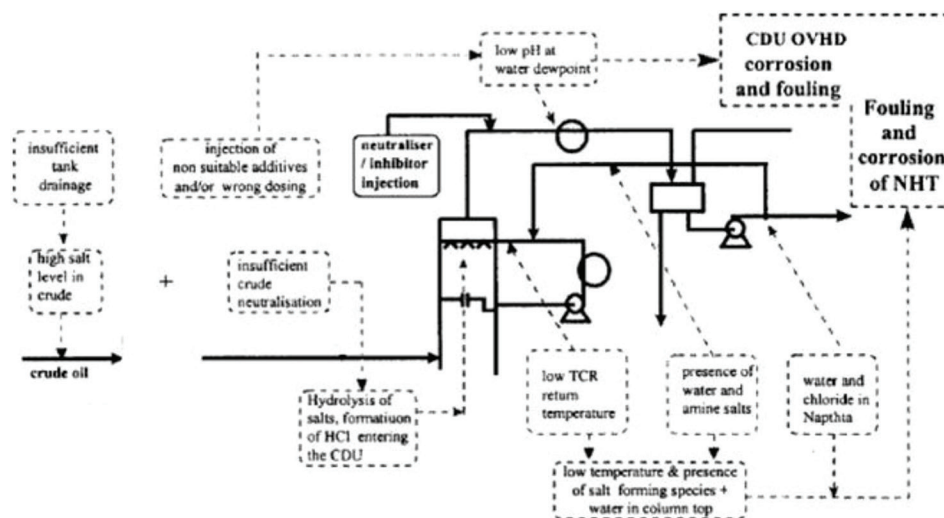 low pH at
water dewpoint
CDU OVHD
corrosion
and fouling
Fouling
and
corrosion
of NHT
insufficient
tank
drainage
injection of
non suitable additives
and/or wrong dosing
neutraliser
/ inhibitor
injection
high salt
level in
crude
+
insufficient
crude
neutralisation
crude oil
Hydrolysis of
salts, formatiuon
of HCl entering
the CDU
low TCR
return
temperature
presence of
water and
amine salts
water and
chloride in
Napthta
low temperature & presence
of salt forming species +
water in column top